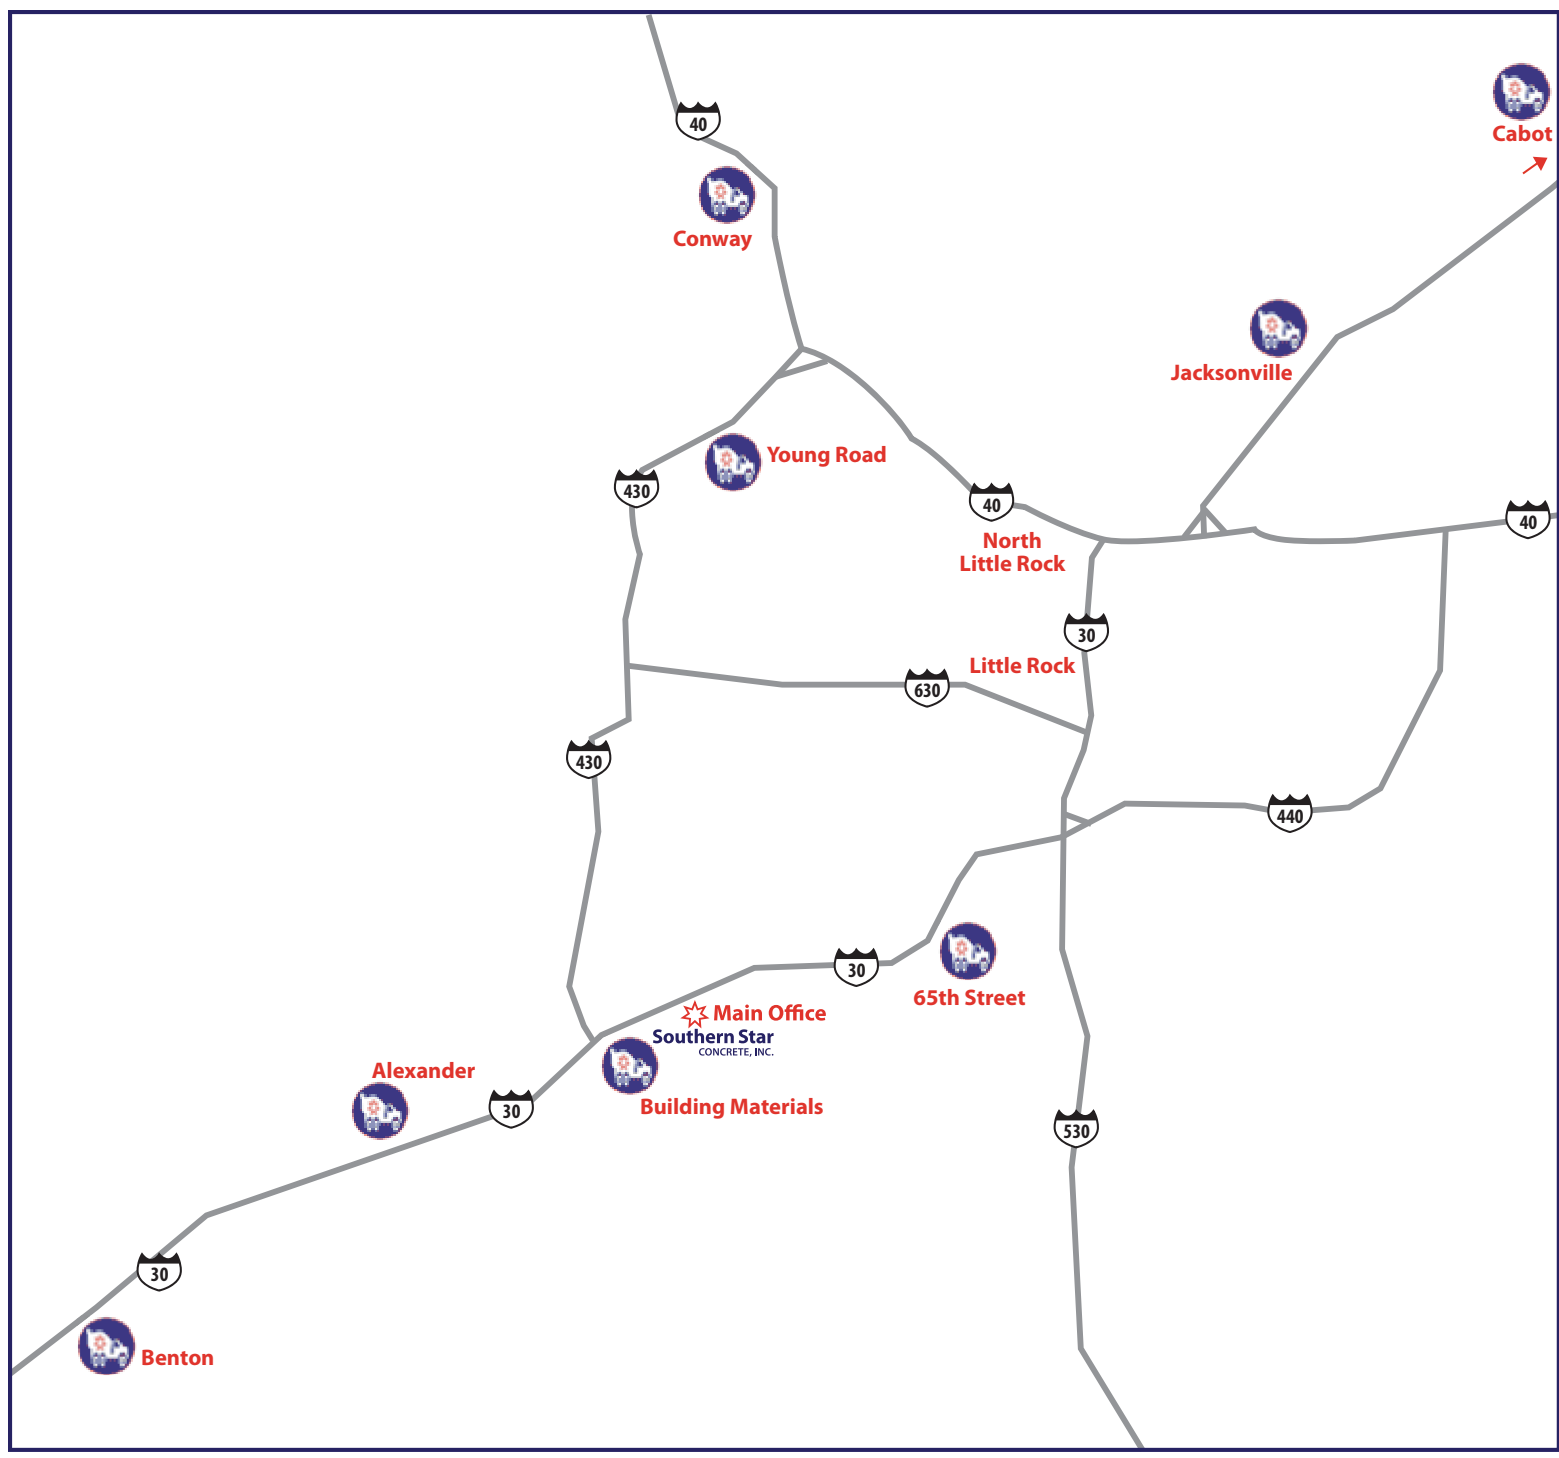 Cabot
40
Conway
Jacksonville
Young Road
430
40
40
North
Little Rock
30
Little Rock
630
430
440
30
65th Street
Main Office
Southern Star
CONCRETE, INC.
Alexander
30
Building Materials
530
30
Benton